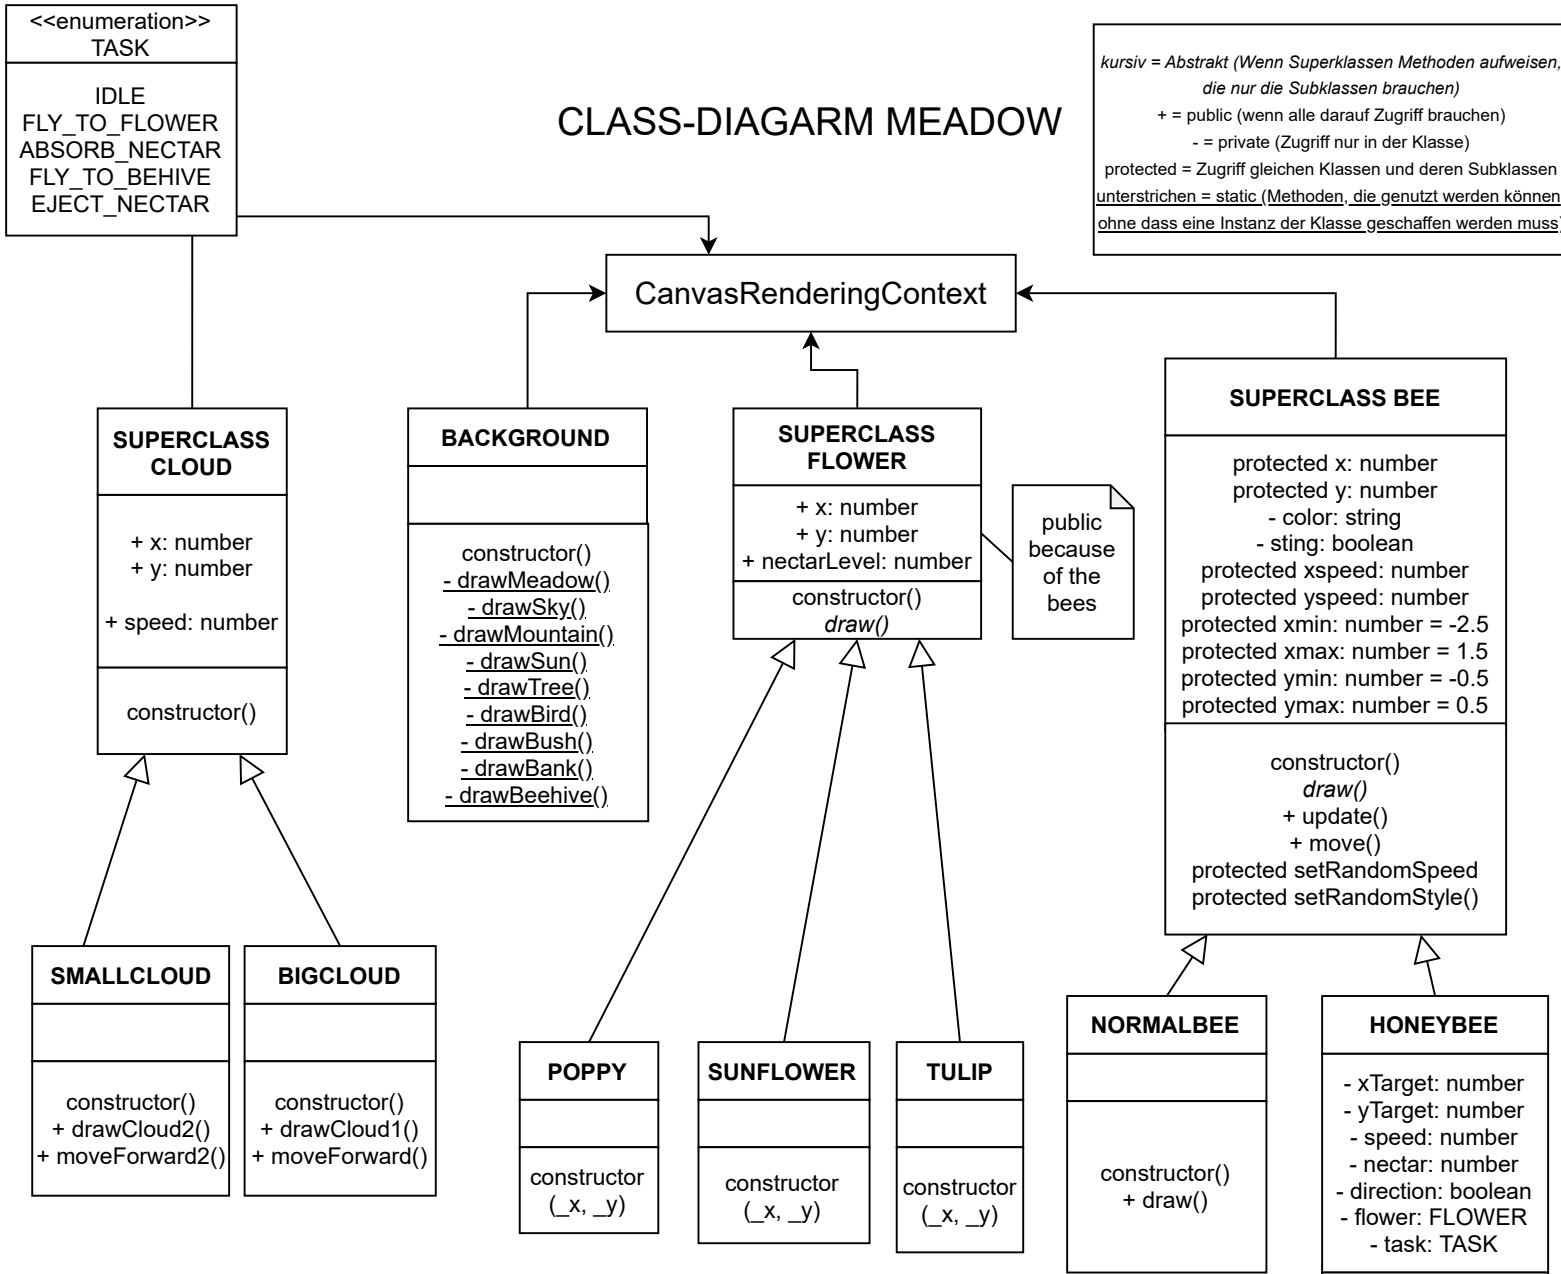 <<enumeration>>
TASK
IDLE
FLY_TO_FLOWER
ABSORB_NECTAR
FLY_TO_BEHIVE
EJECT_NECTAR
CLASS-DIAGARM MEADOW
kursiv = Abstrakt (Wenn Superklassen Methoden aufweisen,
die nur die Subklassen brauchen)
+ = public (wenn alle darauf Zugriff brauchen)
- = private (Zugriff nur in der Klasse)
protected = Zugriff gleichen Klassen und deren Subklassen
unterstrichen = static (Methoden, die genutzt werden können
ohne dass eine Instanz der Klasse geschaffen werden muss)
CanvasRenderingContext
SUPERCLASS
CLOUD
+ x: number
+ y: number
+ speed: number
constructor()
BACKGROUND
constructor()
- drawMeadow()
- drawSky()
- drawMountain()
- drawSun()
- drawTree()
- drawBird()
- drawBush()
- drawBank()
- drawBeehive()
SUPERCLASS
FLOWER
+ x: number
+ y: number
+ nectarLevel: number
constructor()
draw()
public
because
of the
bees
SUPERCLASS BEE
protected x: number
protected y: number
- color: string
- sting: boolean
protected xspeed: number
protected yspeed: number
protected xmin: number = -2.5
protected xmax: number = 1.5
protected ymin: number = -0.5
protected ymax: number = 0.5
constructor()
draw()
+ update()
+ move()
protected setRandomSpeed
protected setRandomStyle()
SMALLCLOUD
constructor()
+ drawCloud2()
+ moveForward2()
BIGCLOUD
constructor()
+ drawCloud1()
+ moveForward()
POPPY
constructor
(_x, _y)
SUNFLOWER
constructor
(_x, _y)
TULIP
constructor
(_x, _y)
NORMALBEE
constructor()
+ draw()
HONEYBEE
- xTarget: number
- yTarget: number
- speed: number
- nectar: number
- direction: boolean
- flower: FLOWER
- task: TASK